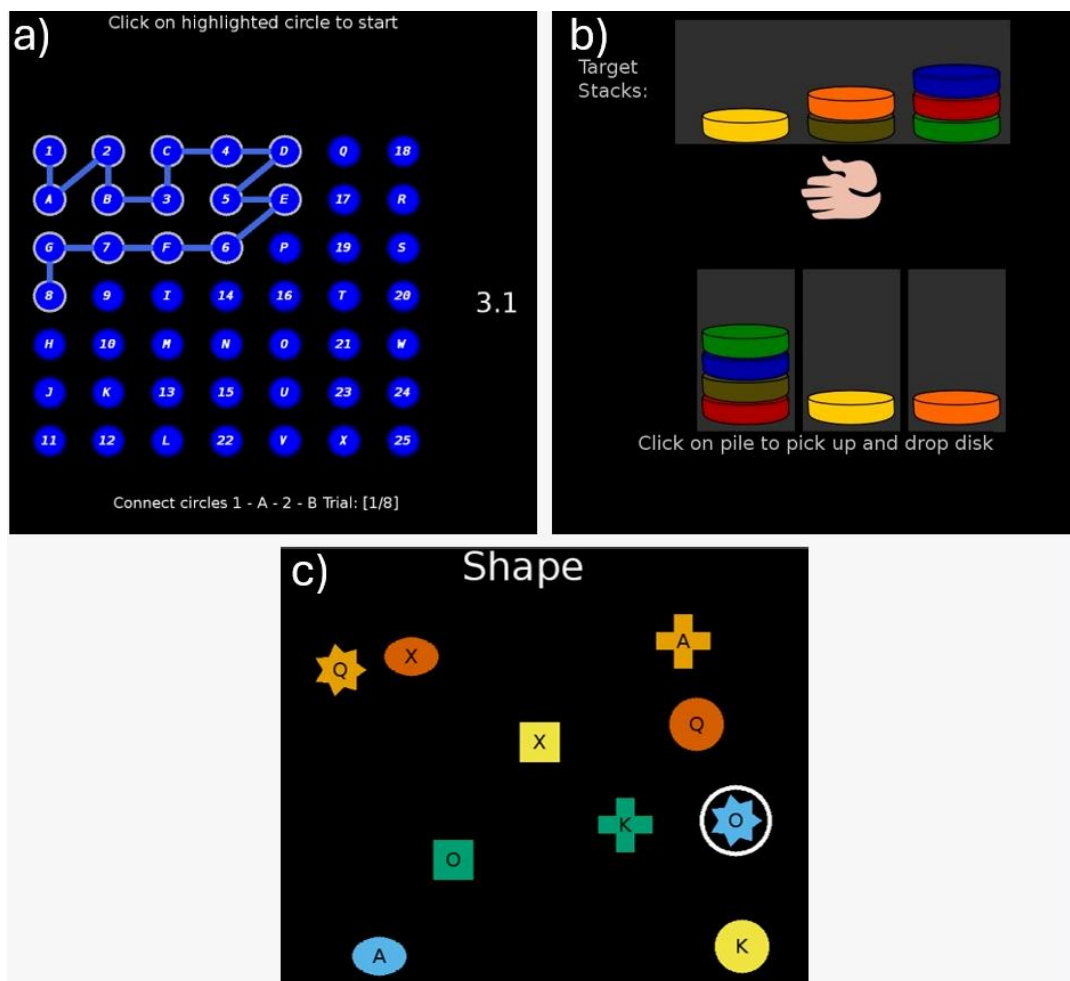 a)
Click on highlighted circle to start
1 2 C 4 D Q 18
A B 3 5 E 17 R
G 7 F 6 P 19 S
8 9 I 14 16 T 20
3.1
H 10 M N O 21 W
J K 13 15 U 23 24
11 12 L 22 V X 25
Connect circles 1 - A - 2 - B Trial: [1/8]
b)
Target
Stacks:
Click on pile to pick up and drop disk
c)
Shape
A
Q X
Q
X
K O
O
K
A